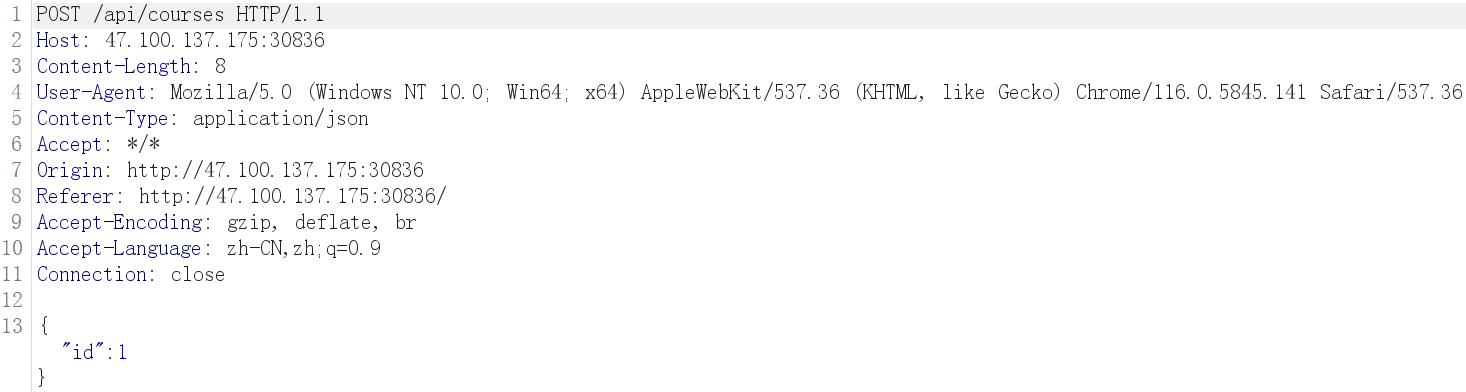 1 POST /api/courses HTTP/1.1
2 Host: 47.100.137.175:30836
3 Content-Length: 8
4 User-Agent: Mozilla/5.0 (Windows NT 10.0; Win64; x64) AppleWebKit/537.36 (KHTML, like Gecko) Chrome/116.0.5845.141 Safari/537.36
5 Content-Type: application/json
6 Accept: */*
7 Origin: http://47.100.137.175:30836
8 Referer: http://47.100.137.175:30836/
9 Accept-Encoding: gzip, deflate, br
10 Accept-Language: zh-CN,zh;q=0.9
11 Connection: close
12
13 {
"id":1
}